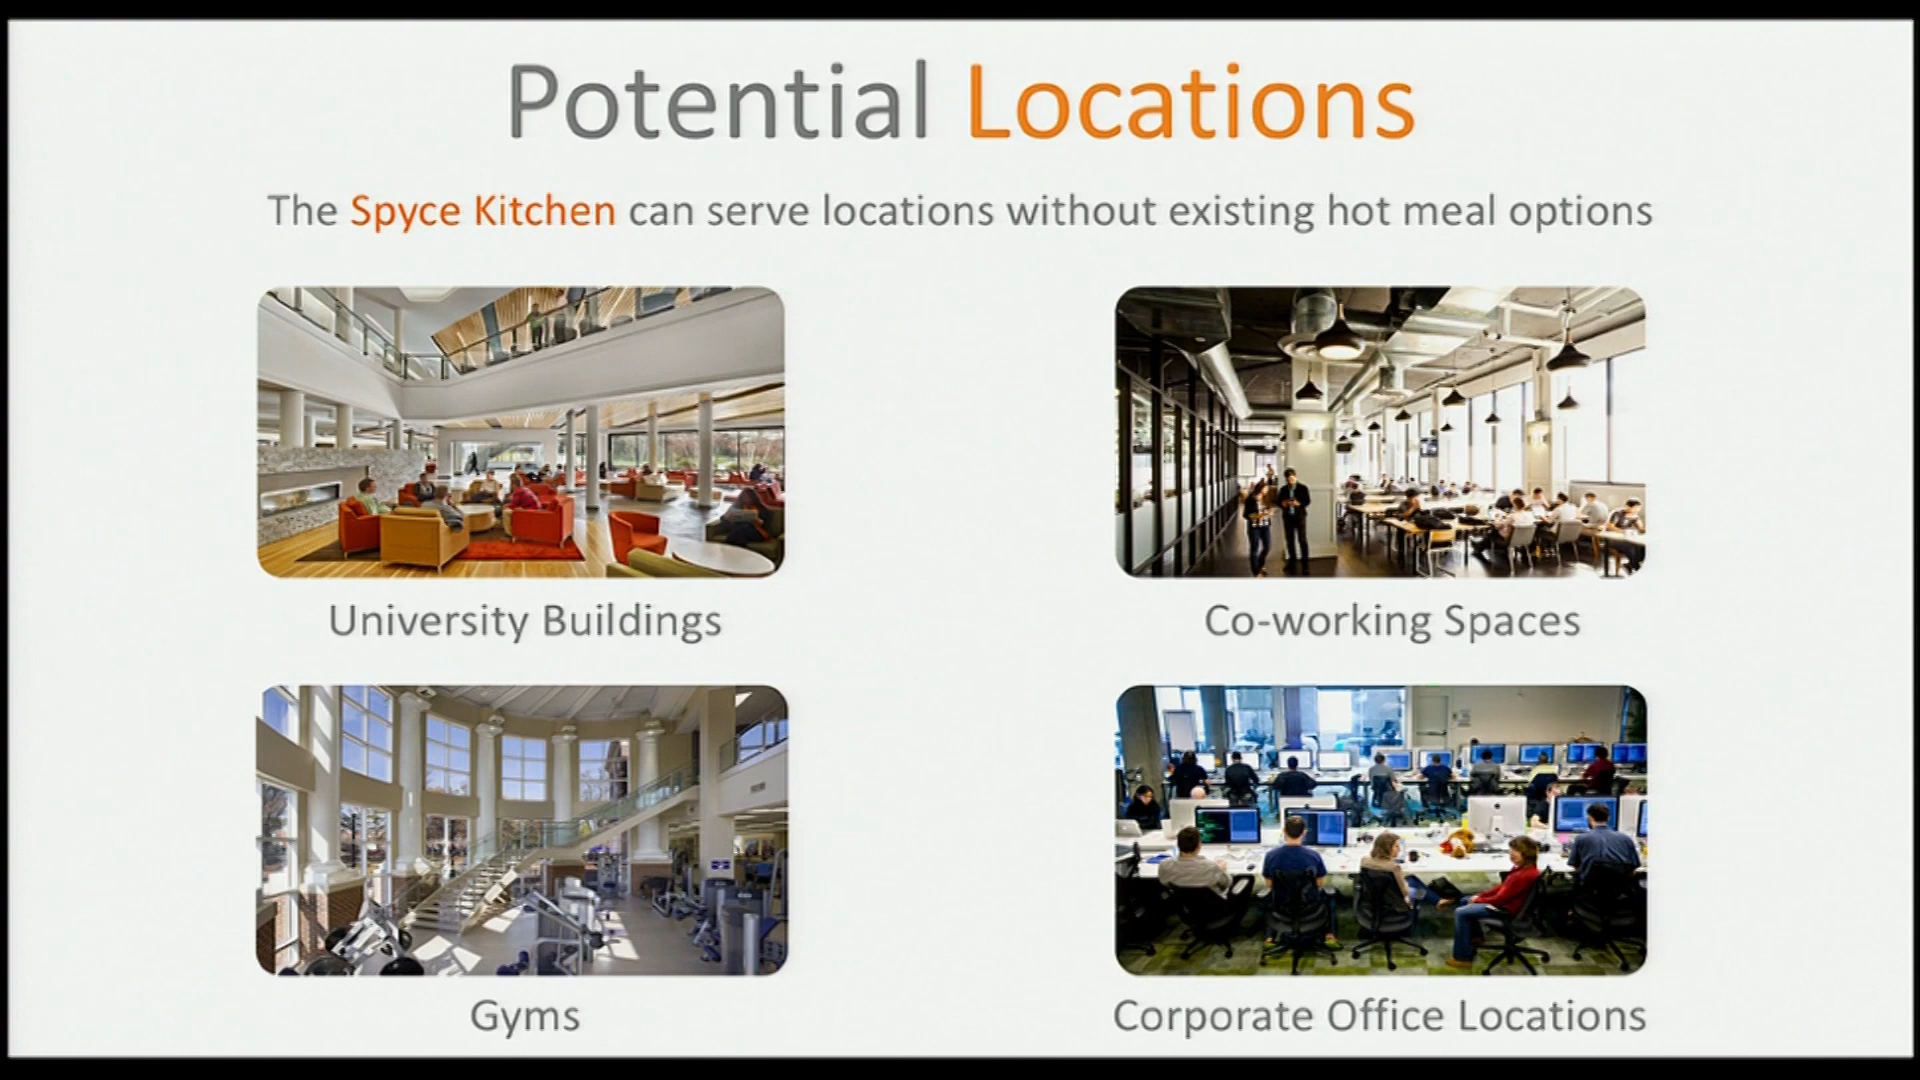 Potential Locations
The Spyce Kitchen can serve locations without existing hot meal options
University Buildings
Co-working Spaces
Gyms
Corporate Office Locations